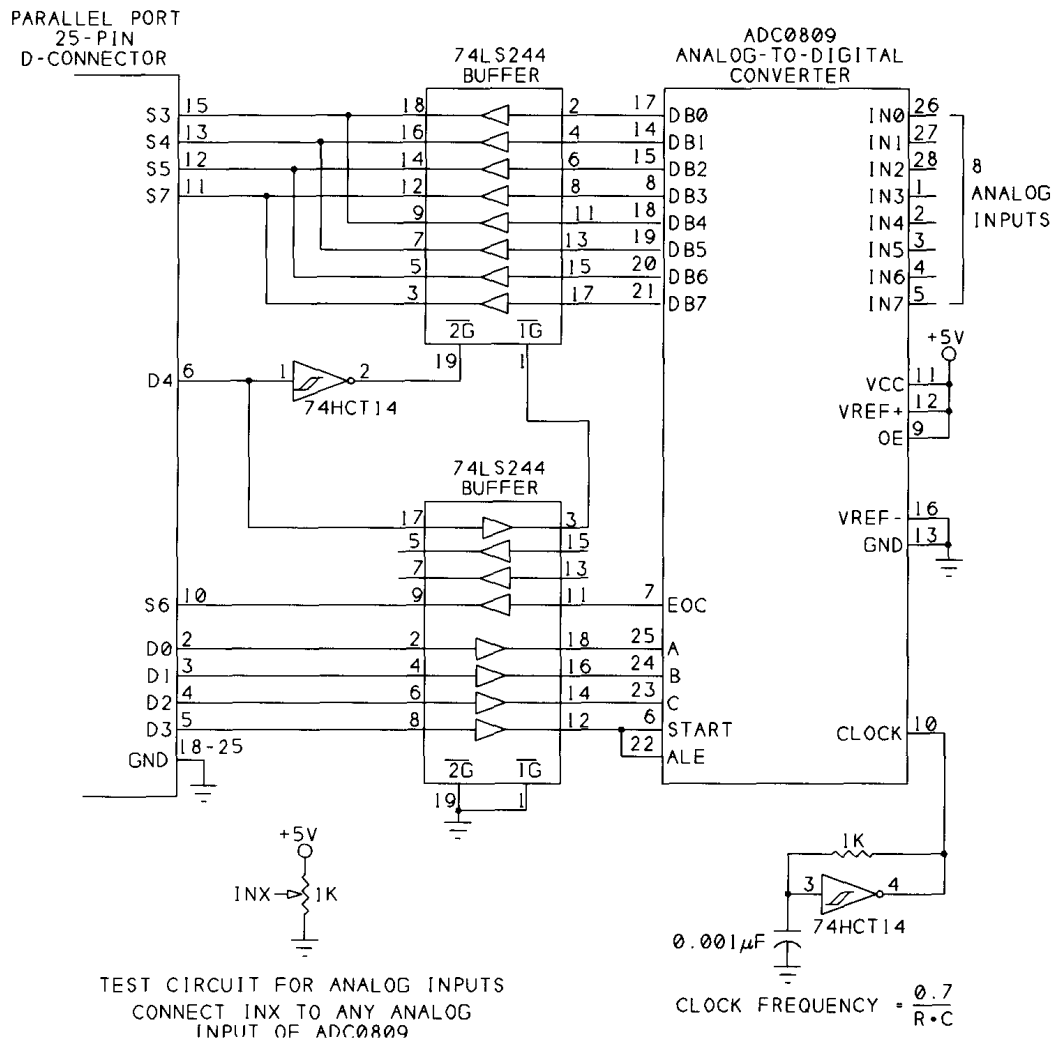 PARALLEL PORT
25-PIN
D-CONNECTOR
74LS244
BUFFER
ADC0809
ANALOG-TO-DIGITAL
CONVERTER
S3 15 18 2 17 DB0 IN0 26
S4 13 16 4 14 DB1 IN1 27
S5 12 14 6 15 DB2 IN2 28
S7 11 12 8 8 DB3 IN3 1
9 11 18 DB4 IN4 2
7 13 19 DB5 IN5 3
5 15 20 DB6 IN6 4
3 17 21 DB7 IN7 5
8
ANALOG
INPUTS
2G 1G
19 1
+5V
D4 6 1 2
74HCT14
VCC 11
VREF+ 12
OE 9
74LS244
BUFFER
17 3
5 15
7 13
VREF- 16
GND 13
S6 10 9 11 7 EOC
D0 2 2 18 25 A
D1 3 4 16 24 B
D2 4 6 14 23 C
D3 5 8 12 6 START CLOCK 10
22 ALE
GND 18-25
2G 1G
19 1
+5V
INX 1K
1K
3 4
74HCT14
0.001µF
TEST CIRCUIT FOR ANALOG INPUTS
CONNECT INX TO ANY ANALOG
INPUT OF ADC0809
CLOCK FREQUENCY = 0.7
R•C